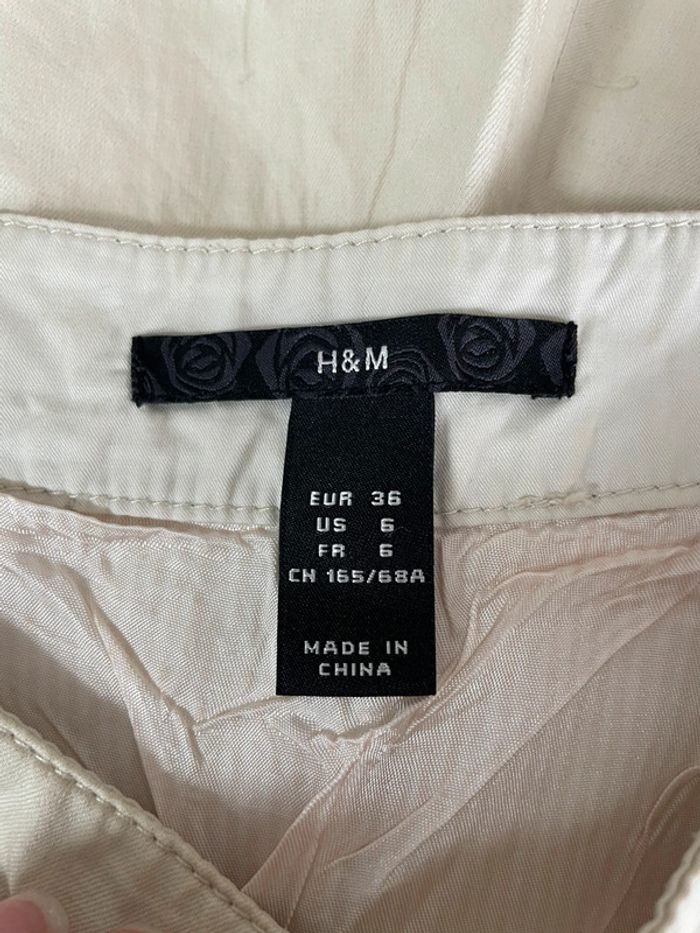 H&M
EUR 36
US 6
FR 6
CN 165/68A
MADE IN
CHINA